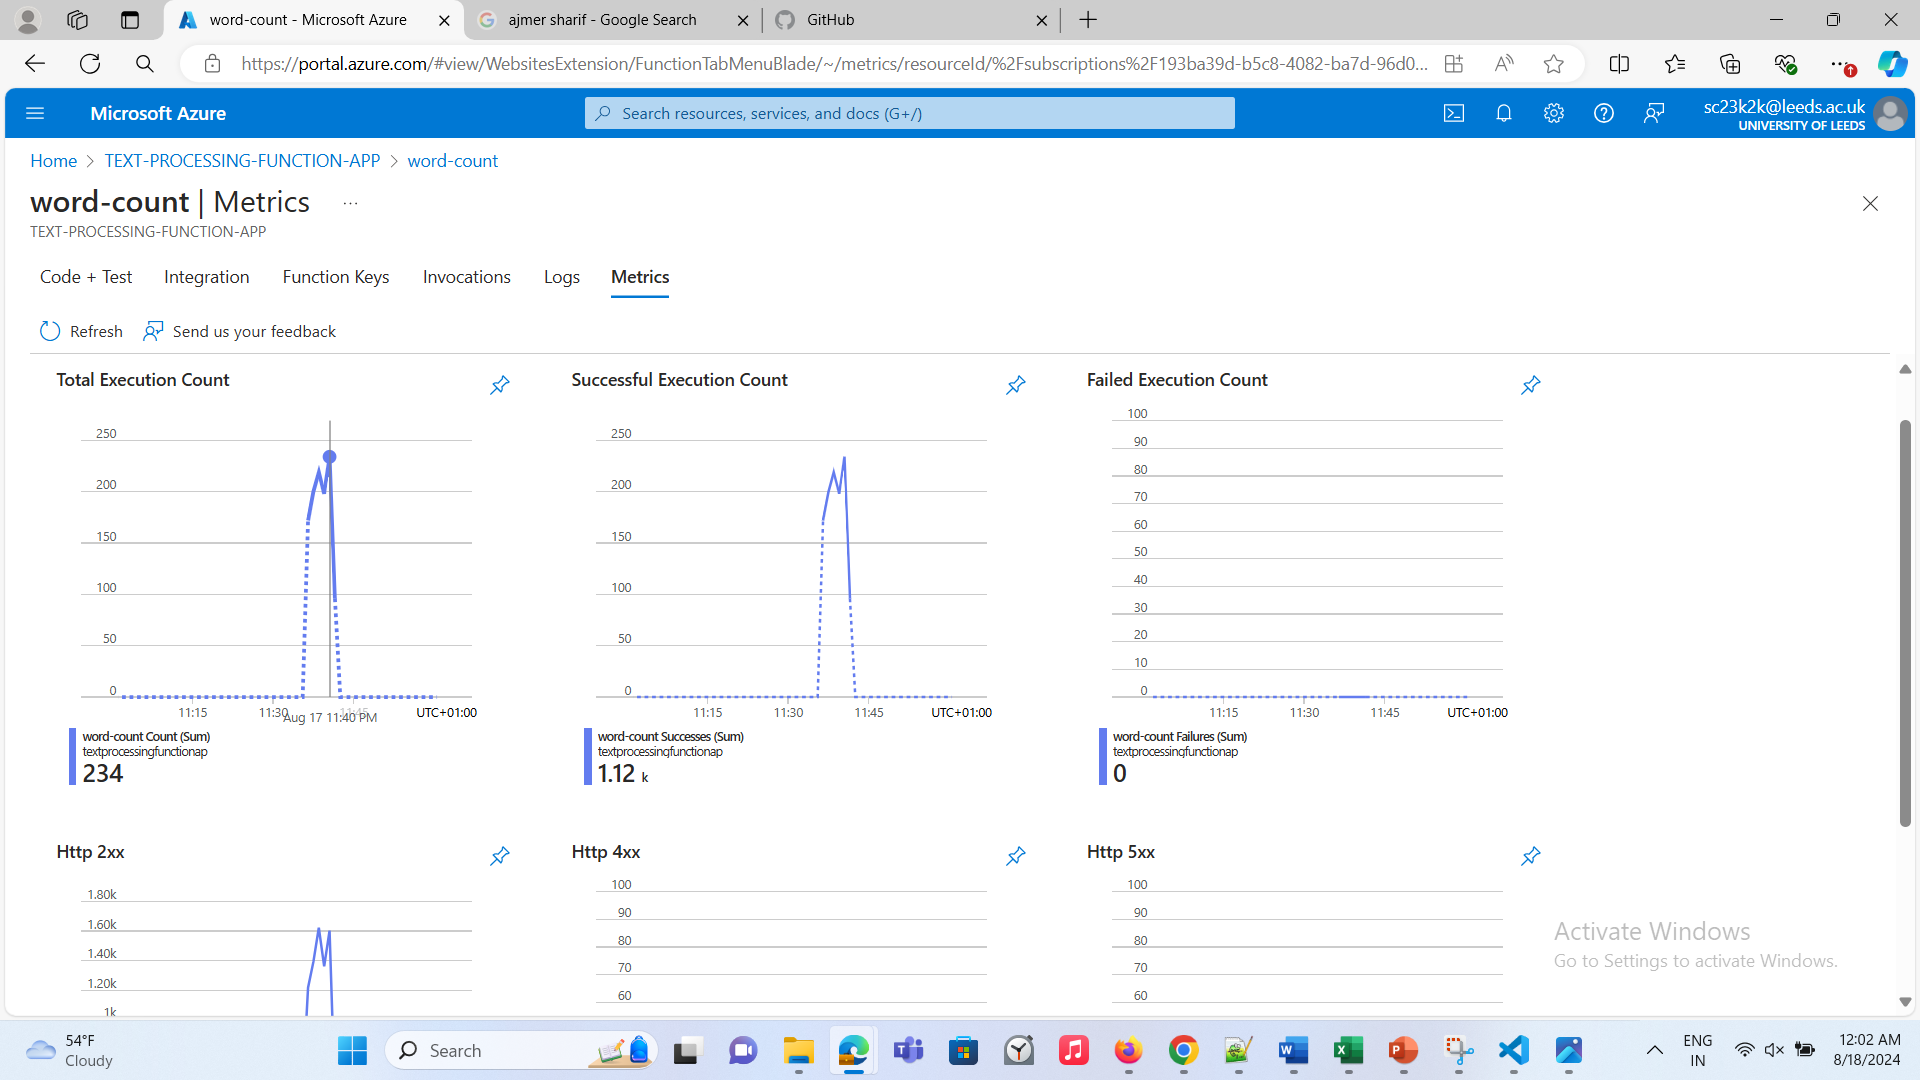 word-count - Microsoft Azure
ajmer sharif - Google Search
GitHub
https://portal.azure.com/#view/WebsitesExtension/FunctionTabMenuBlade/~/metrics/resourceId/%2Fsubscriptions%2F193ba39d-b5c8-4082-ba7d-96d0...
Microsoft Azure
Search resources, services, and docs (G+/)
sc23k2k@leeds.ac.uk
UNIVERSITY OF LEEDS
Home > TEXT-PROCESSING-FUNCTION-APP > word-count
word-count | Metrics ...
TEXT-PROCESSING-FUNCTION-APP
Code + Test Integration Function Keys Invocations Logs Metrics
Refresh Send us your feedback
Total Execution Count
250
200
150
100
50
0
11:15 11:30 11:45 UTC+01:00
Aug 17 11:40 PM
word-count Count (Sum)
textprocessingfunctionap
234
Successful Execution Count
250
200
150
100
50
0
11:15 11:30 11:45 UTC+01:00
word-count Successes (Sum)
textprocessingfunctionap
1.12 k
Failed Execution Count
100
90
80
70
60
50
40
30
20
10
0
11:15 11:30 11:45 UTC+01:00
word-count Failures (Sum)
textprocessingfunctionap
0
Http 2xx
1.80k
1.60k
1.40k
1.20k
1k
Http 4xx
100
90
80
70
60
Http 5xx
100
90
80
70
60
Activate Windows
Go to Settings to activate Windows.
54°F
Cloudy
Search
ENG
IN
12:02 AM
8/18/2024